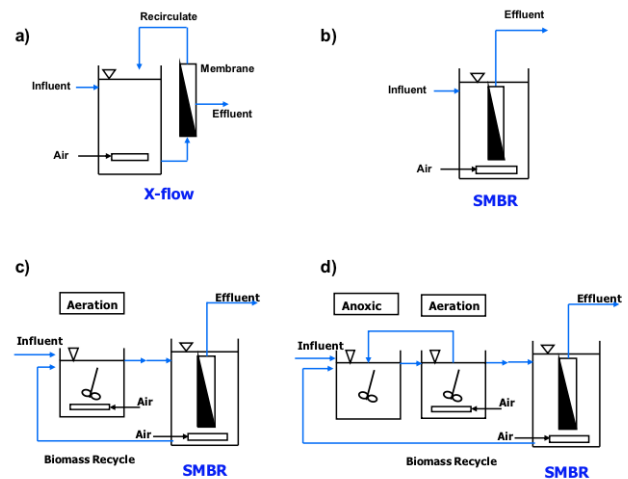 a)
Recirculate
Influent
Membrane
Effluent
Air
X-flow
b)
Effluent
Influent
Air
SMBR
c)
Aeration
Effluent
Influent
Air
Air
Biomass Recycle
SMBR
d)
Anoxic
Aeration
Effluent
Influent
Air
Air
Biomass Recycle
SMBR